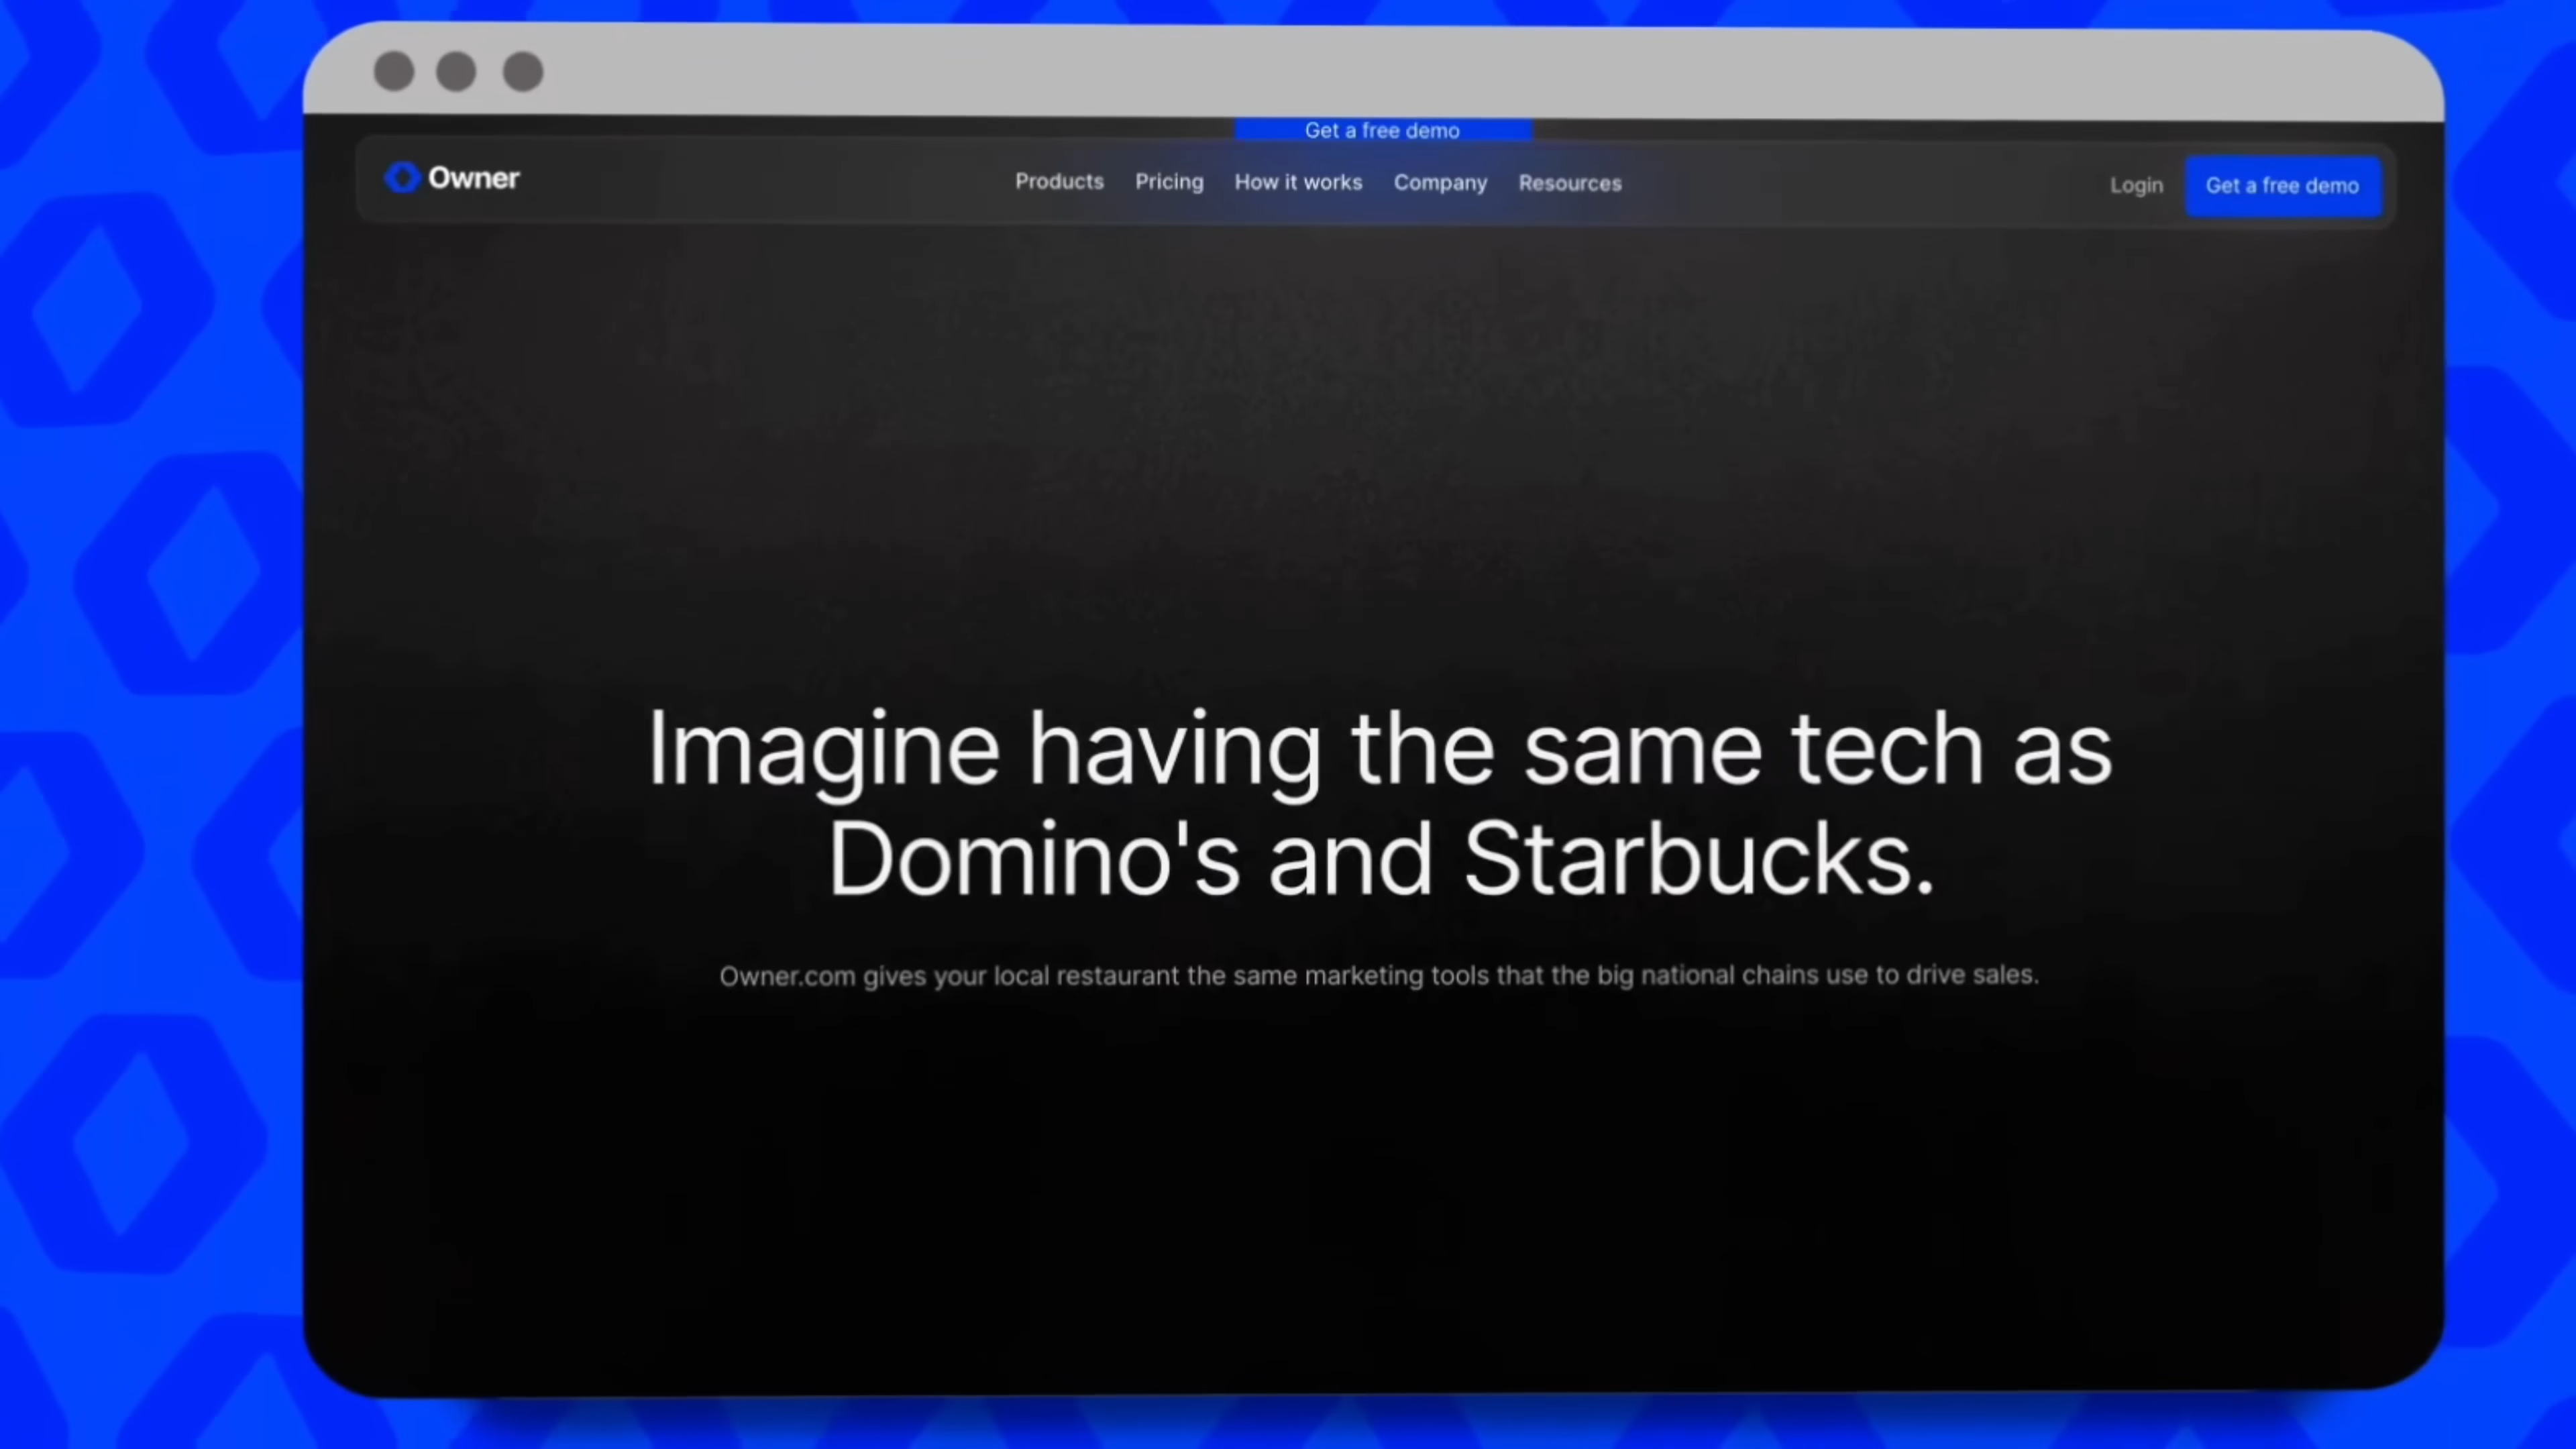 Get a free demo
Owner
Products Pricing How it works Company Resources
Login Get a free demo
Imagine having the same tech as
Domino's and Starbucks.
Owner.com gives your local restaurant the same marketing tools that the big national chains use to drive sales.